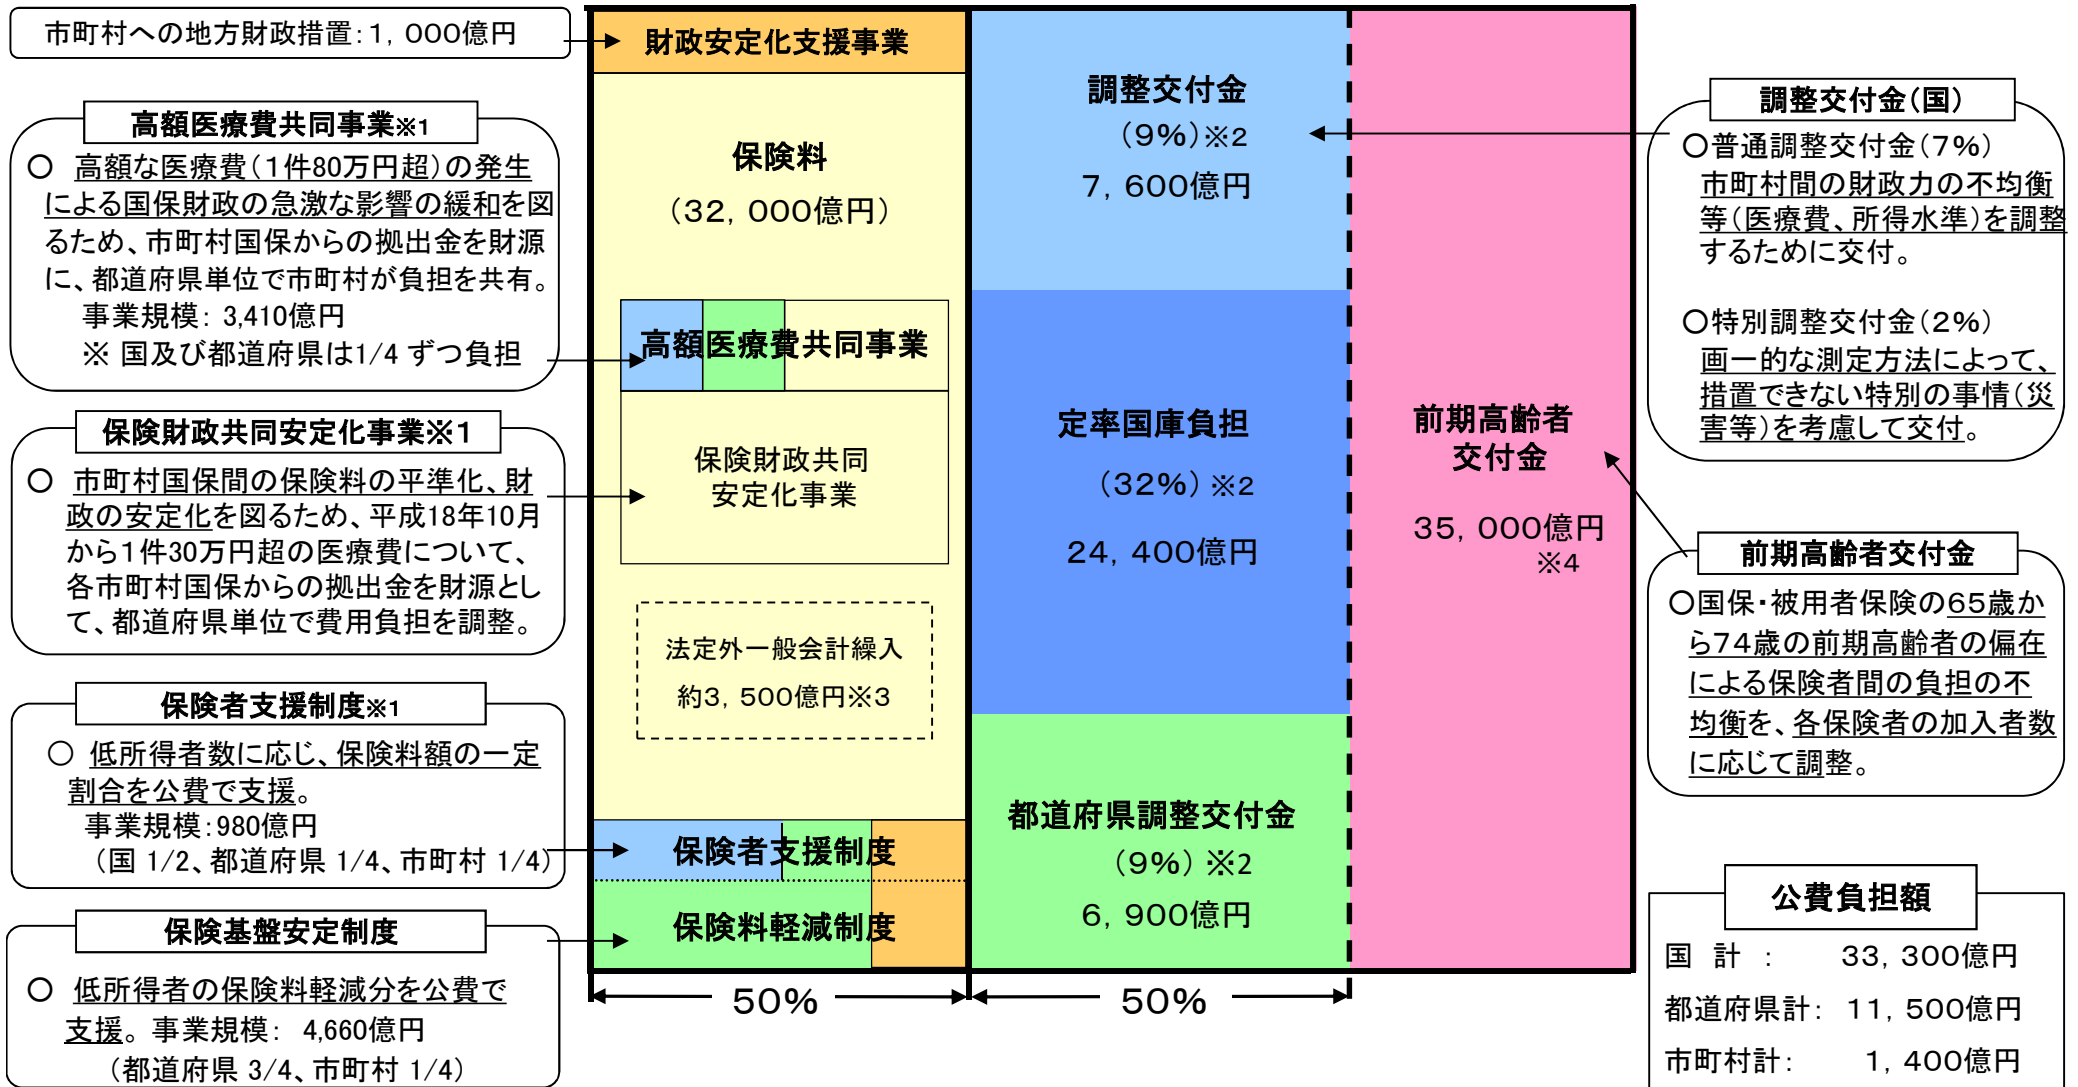 市町村への地方財政措置:1,000億円
高額医療費共同事業※1
○ 高額な医療費(1件80万円超)の発生
による国保財政の急激な影響の緩和を図
るため、市町村国保からの拠出金を財源
に、都道府県単位で市町村が負担を共有。
事業規模: 3,410億円
※ 国及び都道府県は1/4 ずつ負担
保険財政共同安定化事業※1
○ 市町村国保間の保険料の平準化、財
政の安定化を図るため、平成18年10月
から1件30万円超の医療費について、
各市町村国保からの拠出金を財源とし
て、都道府県単位で費用負担を調整。
保険者支援制度※1
○ 低所得者数に応じ、保険料額の一定
割合を公費で支援。
事業規模:980億円
(国 1/2、都道府県 1/4、市町村 1/4)
保険基盤安定制度
○ 低所得者の保険料軽減分を公費で
支援。事業規模: 4,660億円
(都道府県 3/4、市町村 1/4)
財政安定化支援事業
保険料
(32,000億円)
高額医療費共同事業
保険財政共同
安定化事業
法定外一般会計繰入
約3,500億円※3
保険者支援制度
保険料軽減制度
50%
調整交付金
(9%)※2
7,600億円
定率国庫負担
(32%)※2
24,400億円
都道府県調整交付金
(9%)※2
6,900億円
50%
前期高齢者
交付金
35,000億円
※4
調整交付金(国)
○普通調整交付金(7%)
市町村間の財政力の不均衡
等(医療費、所得水準)を調整
するために交付。
○特別調整交付金(2%)
画一的な測定方法によって、
措置できない特別の事情(災
害等)を考慮して交付。
前期高齢者交付金
○国保・被用者保険の65歳か
ら74歳の前期高齢者の偏在
による保険者間の負担の不
均衡を、各保険者の加入者数
に応じて調整。
公費負担額
国 計 : 33,300億円
都道府県計: 11,500億円
市町村計: 1,400億円